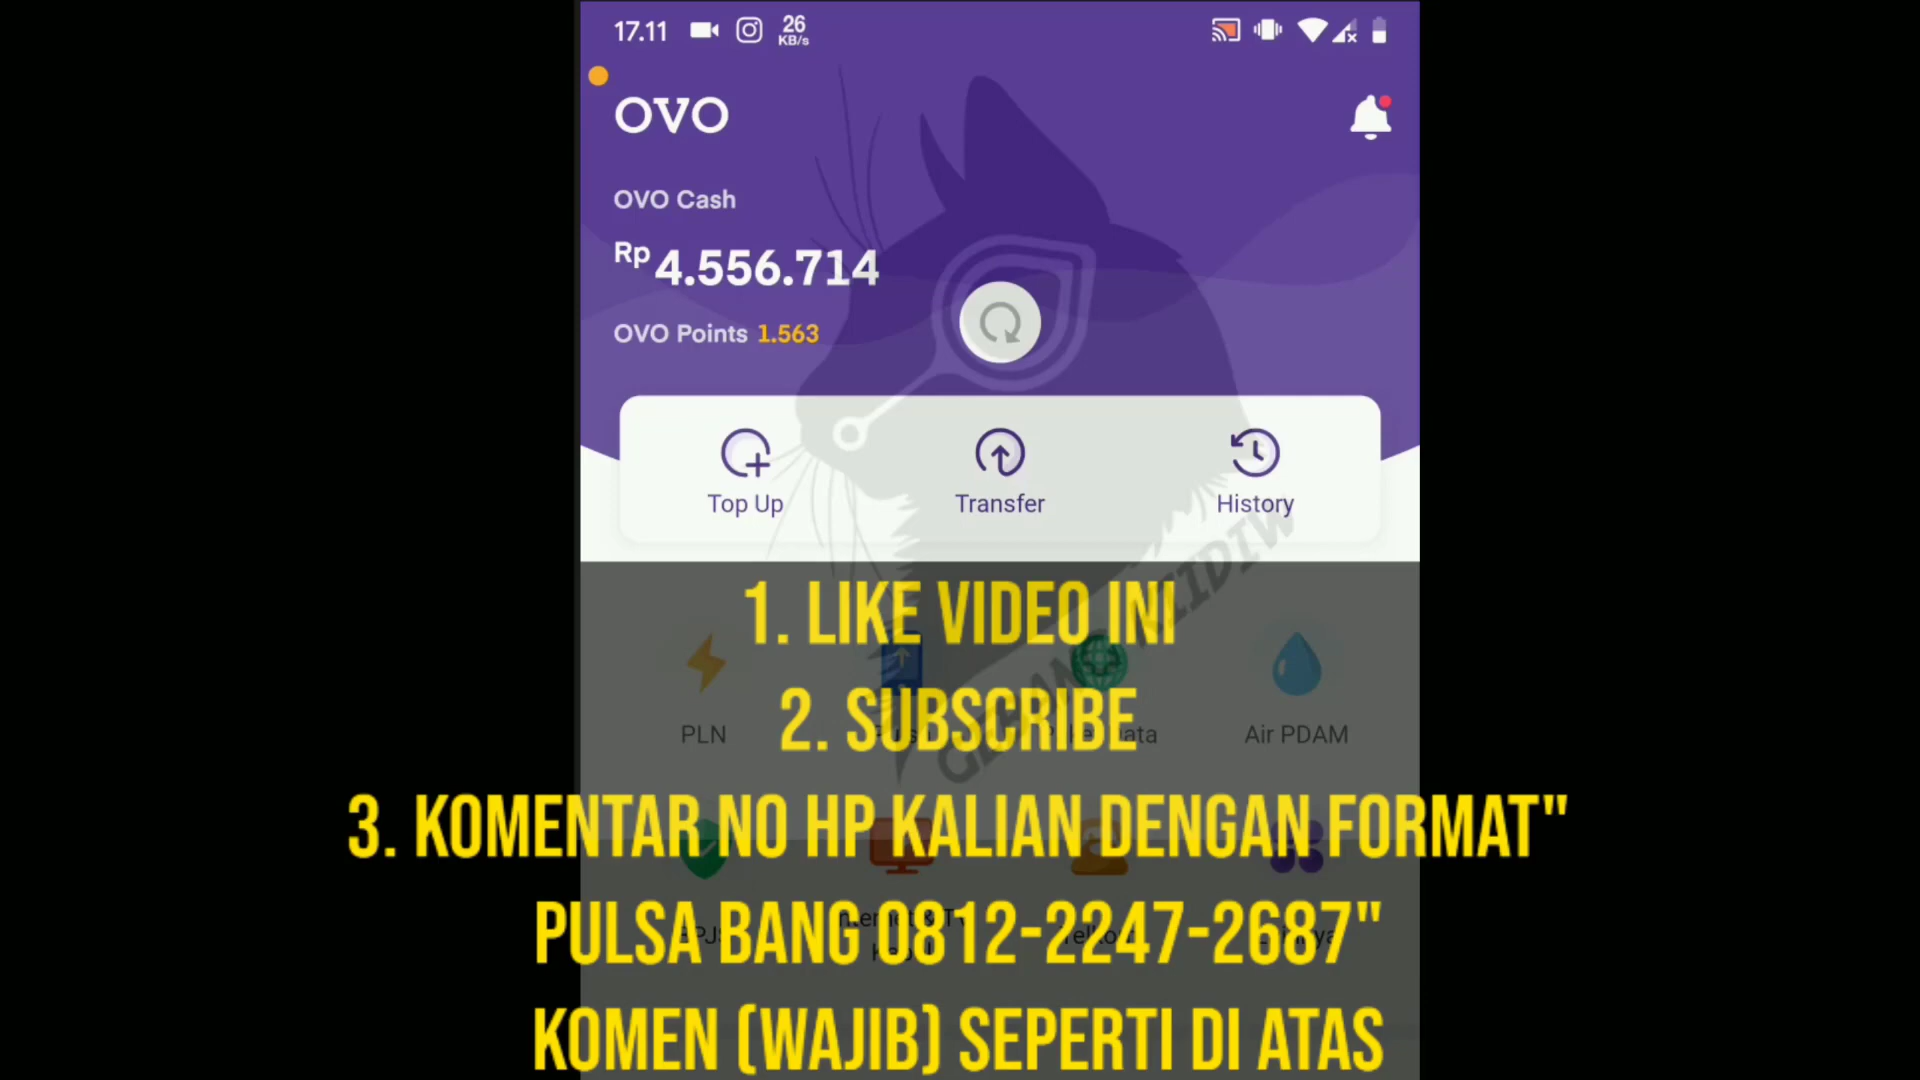 17.11 26 KB/s
OVO
OVO Cash
Rp 4.556.714
OVO Points 1.563
Top Up Transfer History
1. LIKE VIDEO INI
2. SUBSCRIBE
PLN Data Air PDAM
3. KOMENTAR NO HP KALIAN DENGAN FORMAT"
PULSA BANG 0812-2247-2687"
KOMEN (WAJIB) SEPERTI DI ATAS